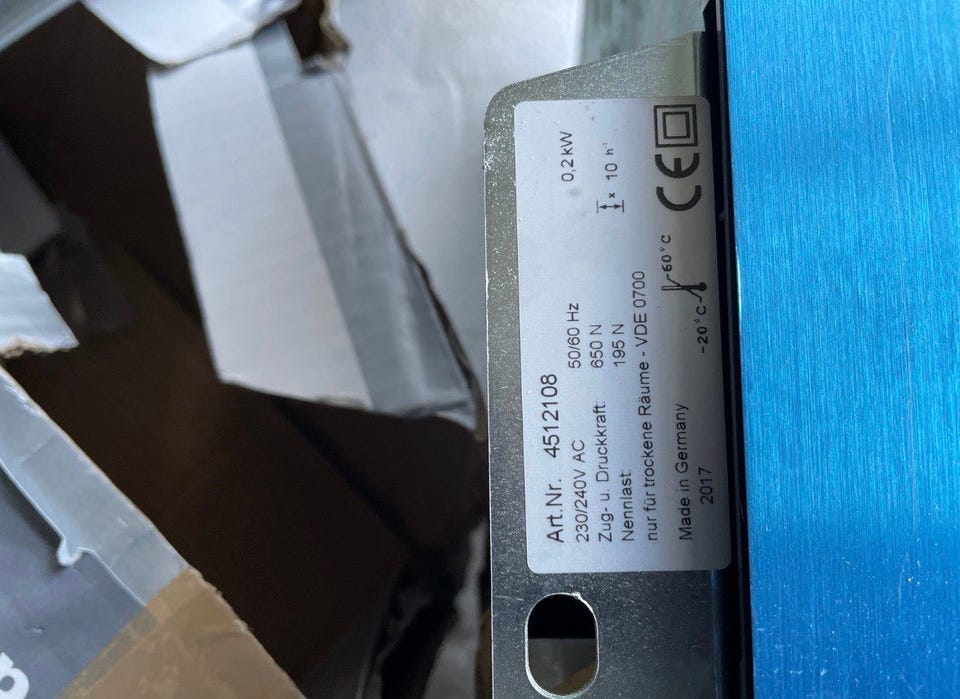 Art.Nr. 4512108
230/240V AC 50/60 Hz 0,2 kW
Zug- u. Druckkraft: 650 N x 10 h⁻¹
Nennlast: 195 N
nur für trockene Räume - VDE 0700
-20°C 60°C CE
Made in Germany
2017